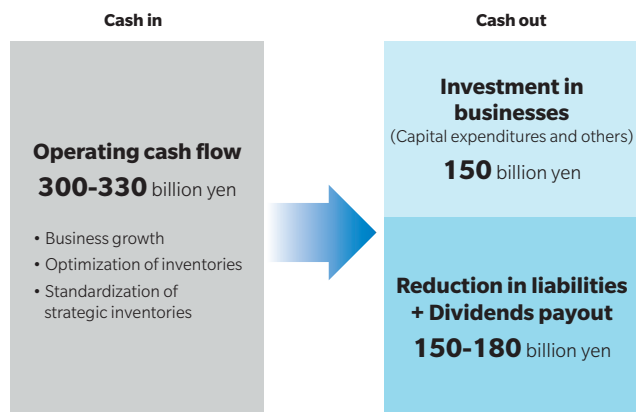 Cash in
Operating cash flow
300-330 billion yen
• Business growth
• Optimization of inventories
• Standardization of
strategic inventories
Cash out
Investment in
businesses
(Capital expenditures and others)
150 billion yen
Reduction in liabilities
+ Dividends payout
150-180 billion yen